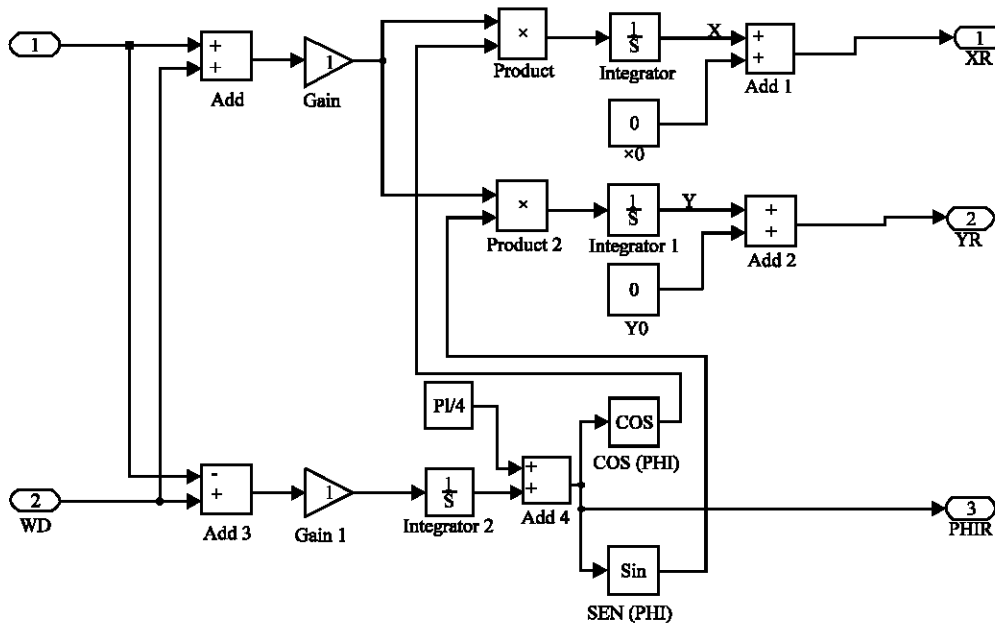 1
+
+
Add
1
Gain
×
Product
1
S
Integrator
X
+
+
Add 1
1
XR
0
×0
×
Product 2
1
S
Integrator 1
Y
+
+
Add 2
2
YR
0
Y0
PI/4
COS
COS (PHI)
2
WD
-
+
Add 3
1
Gain 1
1
S
Integrator 2
+
+
Add 4
3
PHIR
Sin
SEN (PHI)